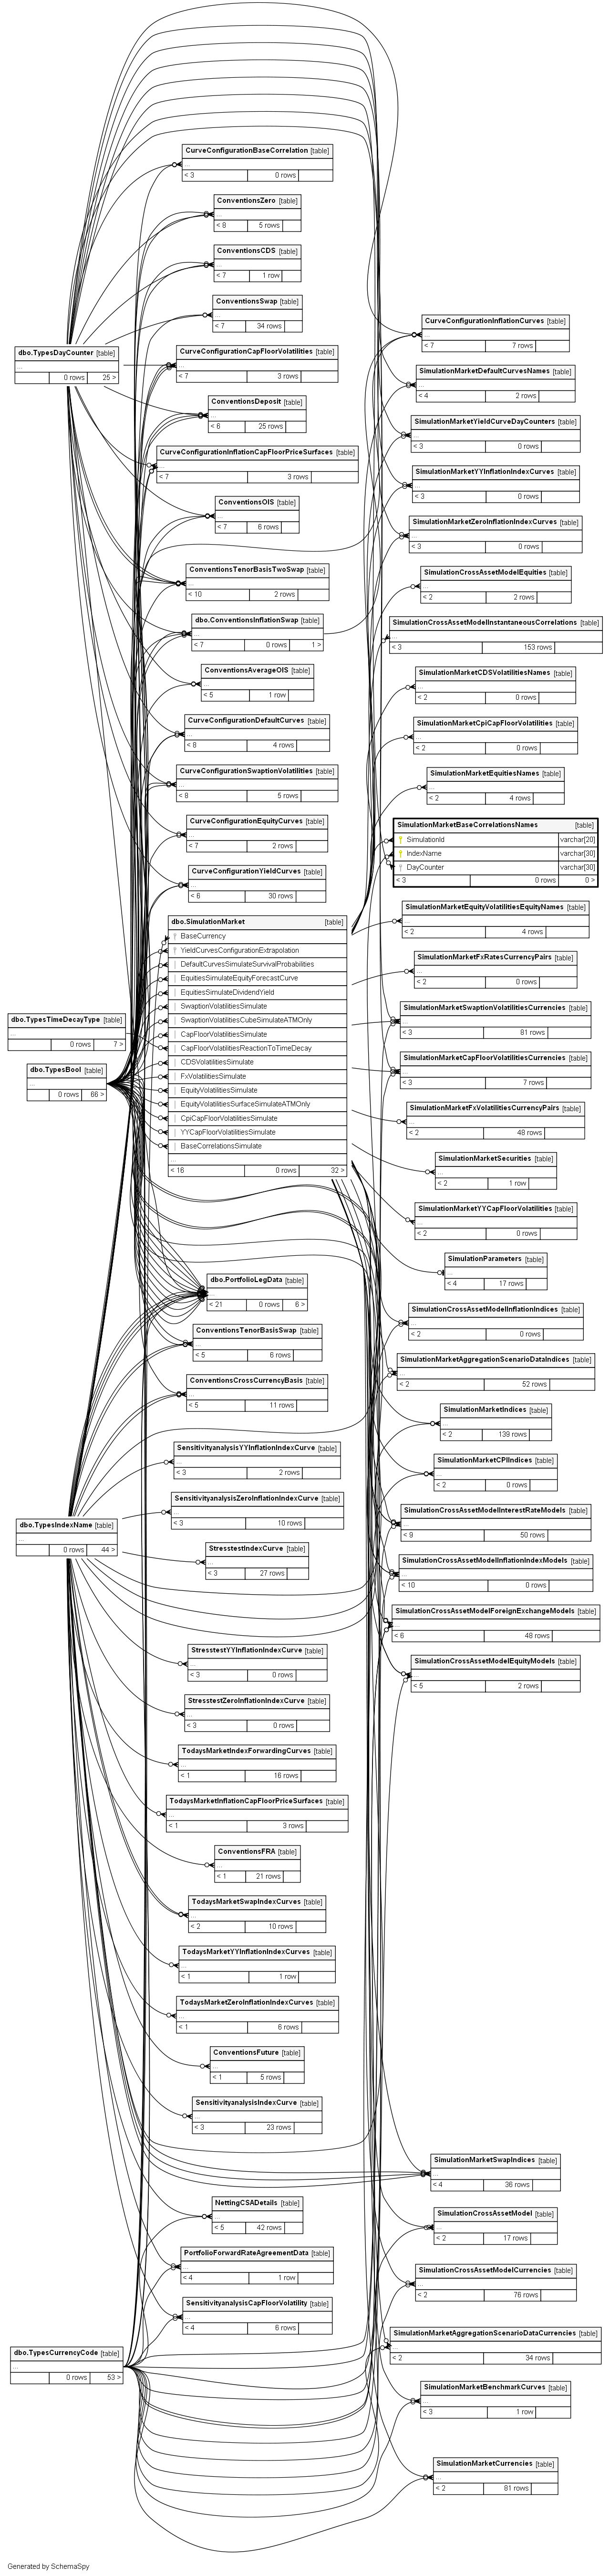 CurveConfigurationBaseCorrelation [table]
...
< 3 0 rows
ConventionsZero [table]
...
< 8 5 rows
ConventionsCDS [table]
...
< 7 1 row
ConventionsSwap [table]
...
< 7 34 rows
dbo.TypesDayCounter [table]
...
0 rows 25 >
CurveConfigurationCapFloorVolatilities [table]
...
< 7 3 rows
ConventionsDeposit [table]
...
< 6 25 rows
CurveConfigurationInflationCapFloorPriceSurfaces [table]
...
< 7 3 rows
ConventionsOIS [table]
...
< 7 6 rows
ConventionsTenorBasisTwoSwap [table]
...
< 10 2 rows
dbo.ConventionsInflationSwap [table]
...
< 7 0 rows 1 >
ConventionsAverageOIS [table]
...
< 5 1 row
CurveConfigurationDefaultCurves [table]
...
< 8 4 rows
CurveConfigurationSwaptionVolatilities [table]
...
< 8 5 rows
CurveConfigurationEquityCurves [table]
...
< 7 2 rows
CurveConfigurationYieldCurves [table]
...
< 6 30 rows
dbo.SimulationMarket [table]
BaseCurrency
YieldCurvesConfigurationExtrapolation
DefaultCurvesSimulateSurvivalProbabilities
EquitiesSimulateEquityForecastCurve
EquitiesSimulateDividendYield
SwaptionVolatilitiesSimulate
SwaptionVolatilitiesCubeSimulateATMOnly
CapFloorVolatilitiesSimulate
CapFloorVolatilitiesReactionToTimeDecay
CDSVolatilitiesSimulate
FxVolatilitiesSimulate
EquityVolatilitiesSimulate
EquityVolatilitiesSurfaceSimulateATMOnly
CpiCapFloorVolatilitiesSimulate
YYCapFloorVolatilitiesSimulate
BaseCorrelationsSimulate
...
< 16 0 rows 32 >
dbo.TypesTimeDecayType [table]
...
0 rows 7 >
dbo.TypesBool [table]
...
0 rows 66 >
dbo.PortfolioLegData [table]
...
< 21 0 rows 6 >
ConventionsTenorBasisSwap [table]
...
< 5 6 rows
ConventionsCrossCurrencyBasis [table]
...
< 5 11 rows
SensitivityanalysisYYInflationIndexCurve [table]
...
< 3 2 rows
SensitivityanalysisZeroInflationIndexCurve [table]
...
< 3 10 rows
dbo.TypesIndexName [table]
...
0 rows 44 >
StresstestIndexCurve [table]
...
< 3 27 rows
StresstestYYInflationIndexCurve [table]
...
< 3 0 rows
StresstestZeroInflationIndexCurve [table]
...
< 3 0 rows
TodaysMarketIndexForwardingCurves [table]
...
< 1 16 rows
TodaysMarketInflationCapFloorPriceSurfaces [table]
...
< 1 3 rows
ConventionsFRA [table]
...
< 1 21 rows
TodaysMarketSwapIndexCurves [table]
...
< 2 10 rows
TodaysMarketYYInflationIndexCurves [table]
...
< 1 1 row
TodaysMarketZeroInflationIndexCurves [table]
...
< 1 6 rows
ConventionsFuture [table]
...
< 1 5 rows
SensitivityanalysisIndexCurve [table]
...
< 3 23 rows
NettingCSADetails [table]
...
< 5 42 rows
PortfolioForwardRateAgreementData [table]
...
< 4 1 row
SensitivityanalysisCapFloorVolatility [table]
...
< 4 6 rows
dbo.TypesCurrencyCode [table]
...
0 rows 53 >
CurveConfigurationInflationCurves [table]
...
< 7 7 rows
SimulationMarketDefaultCurvesNames [table]
...
< 4 2 rows
SimulationMarketYieldCurveDayCounters [table]
...
< 3 0 rows
SimulationMarketYYInflationIndexCurves [table]
...
< 3 0 rows
SimulationMarketZeroInflationIndexCurves [table]
...
< 3 0 rows
SimulationCrossAssetModelEquities [table]
...
< 2 2 rows
SimulationCrossAssetModelInstantaneousCorrelations [table]
...
< 3 153 rows
SimulationMarketCDSVolatilitiesNames [table]
...
< 2 0 rows
SimulationMarketCpiCapFloorVolatilities [table]
...
< 2 0 rows
SimulationMarketEquitiesNames [table]
...
< 2 4 rows
SimulationMarketBaseCorrelationsNames [table]
SimulationId varchar[20]
IndexName varchar[30]
DayCounter varchar[30]
< 3 0 rows 0 >
SimulationMarketEquityVolatilitiesEquityNames [table]
...
< 2 4 rows
SimulationMarketFxRatesCurrencyPairs [table]
...
< 2 0 rows
SimulationMarketSwaptionVolatilitiesCurrencies [table]
...
< 3 81 rows
SimulationMarketCapFloorVolatilitiesCurrencies [table]
...
< 3 7 rows
SimulationMarketFxVolatilitiesCurrencyPairs [table]
...
< 2 48 rows
SimulationMarketSecurities [table]
...
< 2 1 row
SimulationMarketYYCapFloorVolatilities [table]
...
< 2 0 rows
SimulationParameters [table]
...
< 4 17 rows
SimulationCrossAssetModelInflationIndices [table]
...
< 2 0 rows
SimulationMarketAggregationScenarioDataIndices [table]
...
< 2 52 rows
SimulationMarketIndices [table]
...
< 2 139 rows
SimulationMarketCPIIndices [table]
...
< 2 0 rows
SimulationCrossAssetModelInterestRateModels [table]
...
< 9 50 rows
SimulationCrossAssetModelInflationIndexModels [table]
...
< 10 0 rows
SimulationCrossAssetModelForeignExchangeModels [table]
...
< 6 48 rows
SimulationCrossAssetModelEquityModels [table]
...
< 5 2 rows
SimulationMarketSwapIndices [table]
...
< 4 36 rows
SimulationCrossAssetModel [table]
...
< 2 17 rows
SimulationCrossAssetModelCurrencies [table]
...
< 2 76 rows
SimulationMarketAggregationScenarioDataCurrencies [table]
...
< 2 34 rows
SimulationMarketBenchmarkCurves [table]
...
< 3 1 row
SimulationMarketCurrencies [table]
...
< 2 81 rows
Generated by SchemaSpy